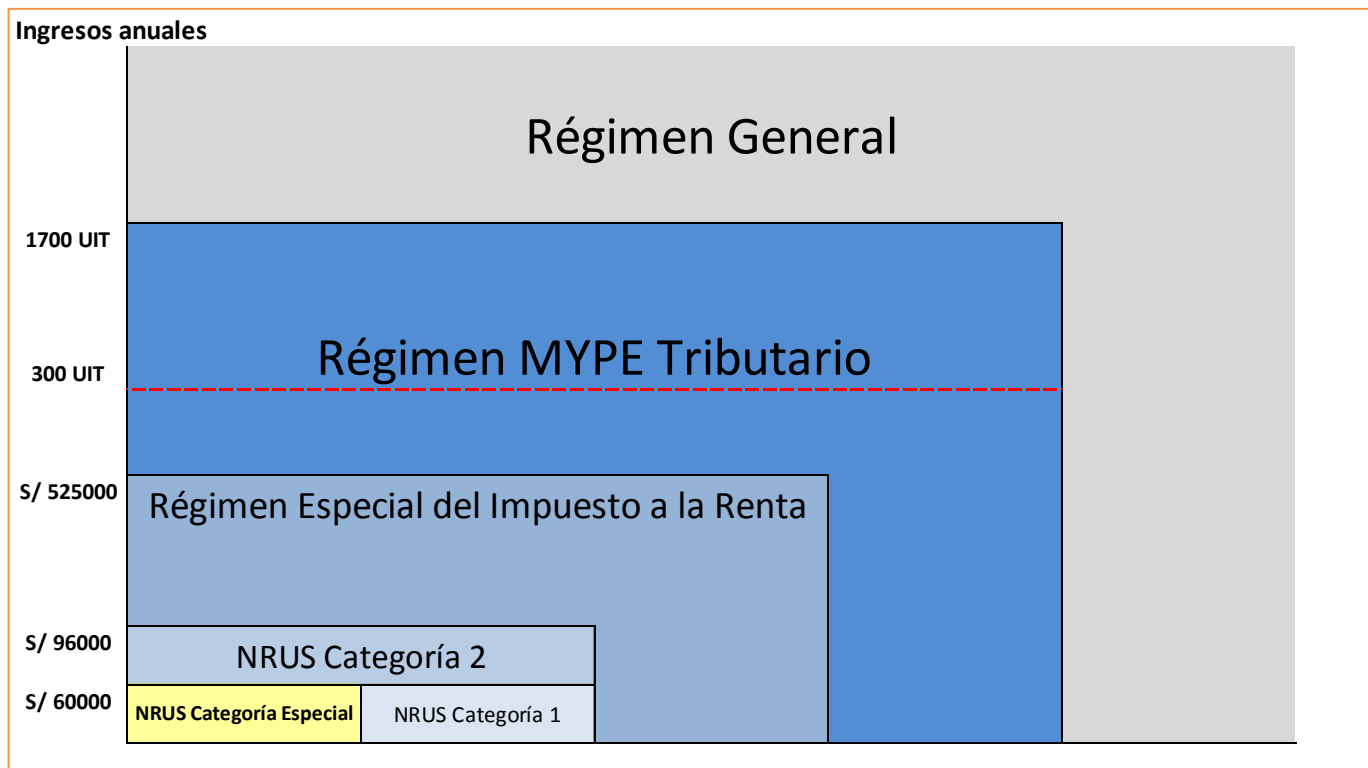 Ingresos anuales
Régimen General
1700 UIT
Régimen MYPE Tributario
300 UIT
S/ 525000
Régimen Especial del Impuesto a la Renta
S/ 96000
NRUS Categoría 2
S/ 60000
NRUS Categoría Especial
NRUS Categoría 1